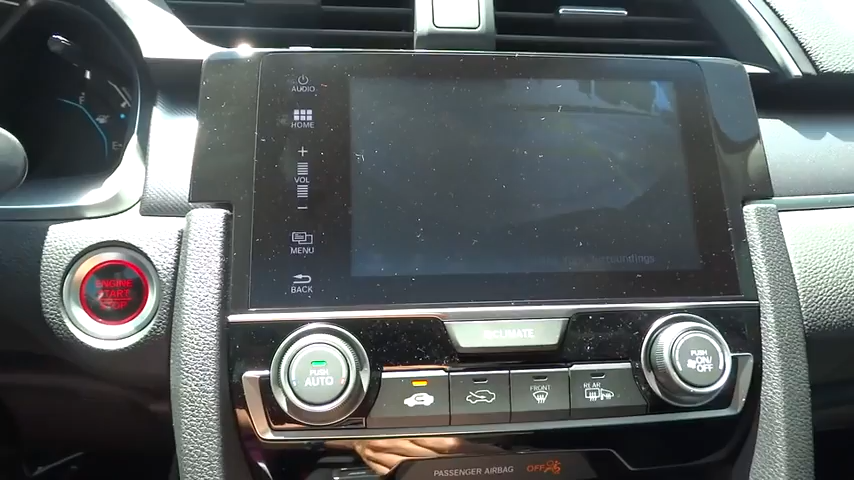 AUDIO
HOME
+
VOL
−
MENU
BACK
Surroundings
ENGINE
START
STOP
CLIMATE
PUSH
AUTO
FRONT
REAR
PUSH
ON/
OFF
PASSENGER AIRBAG OFF